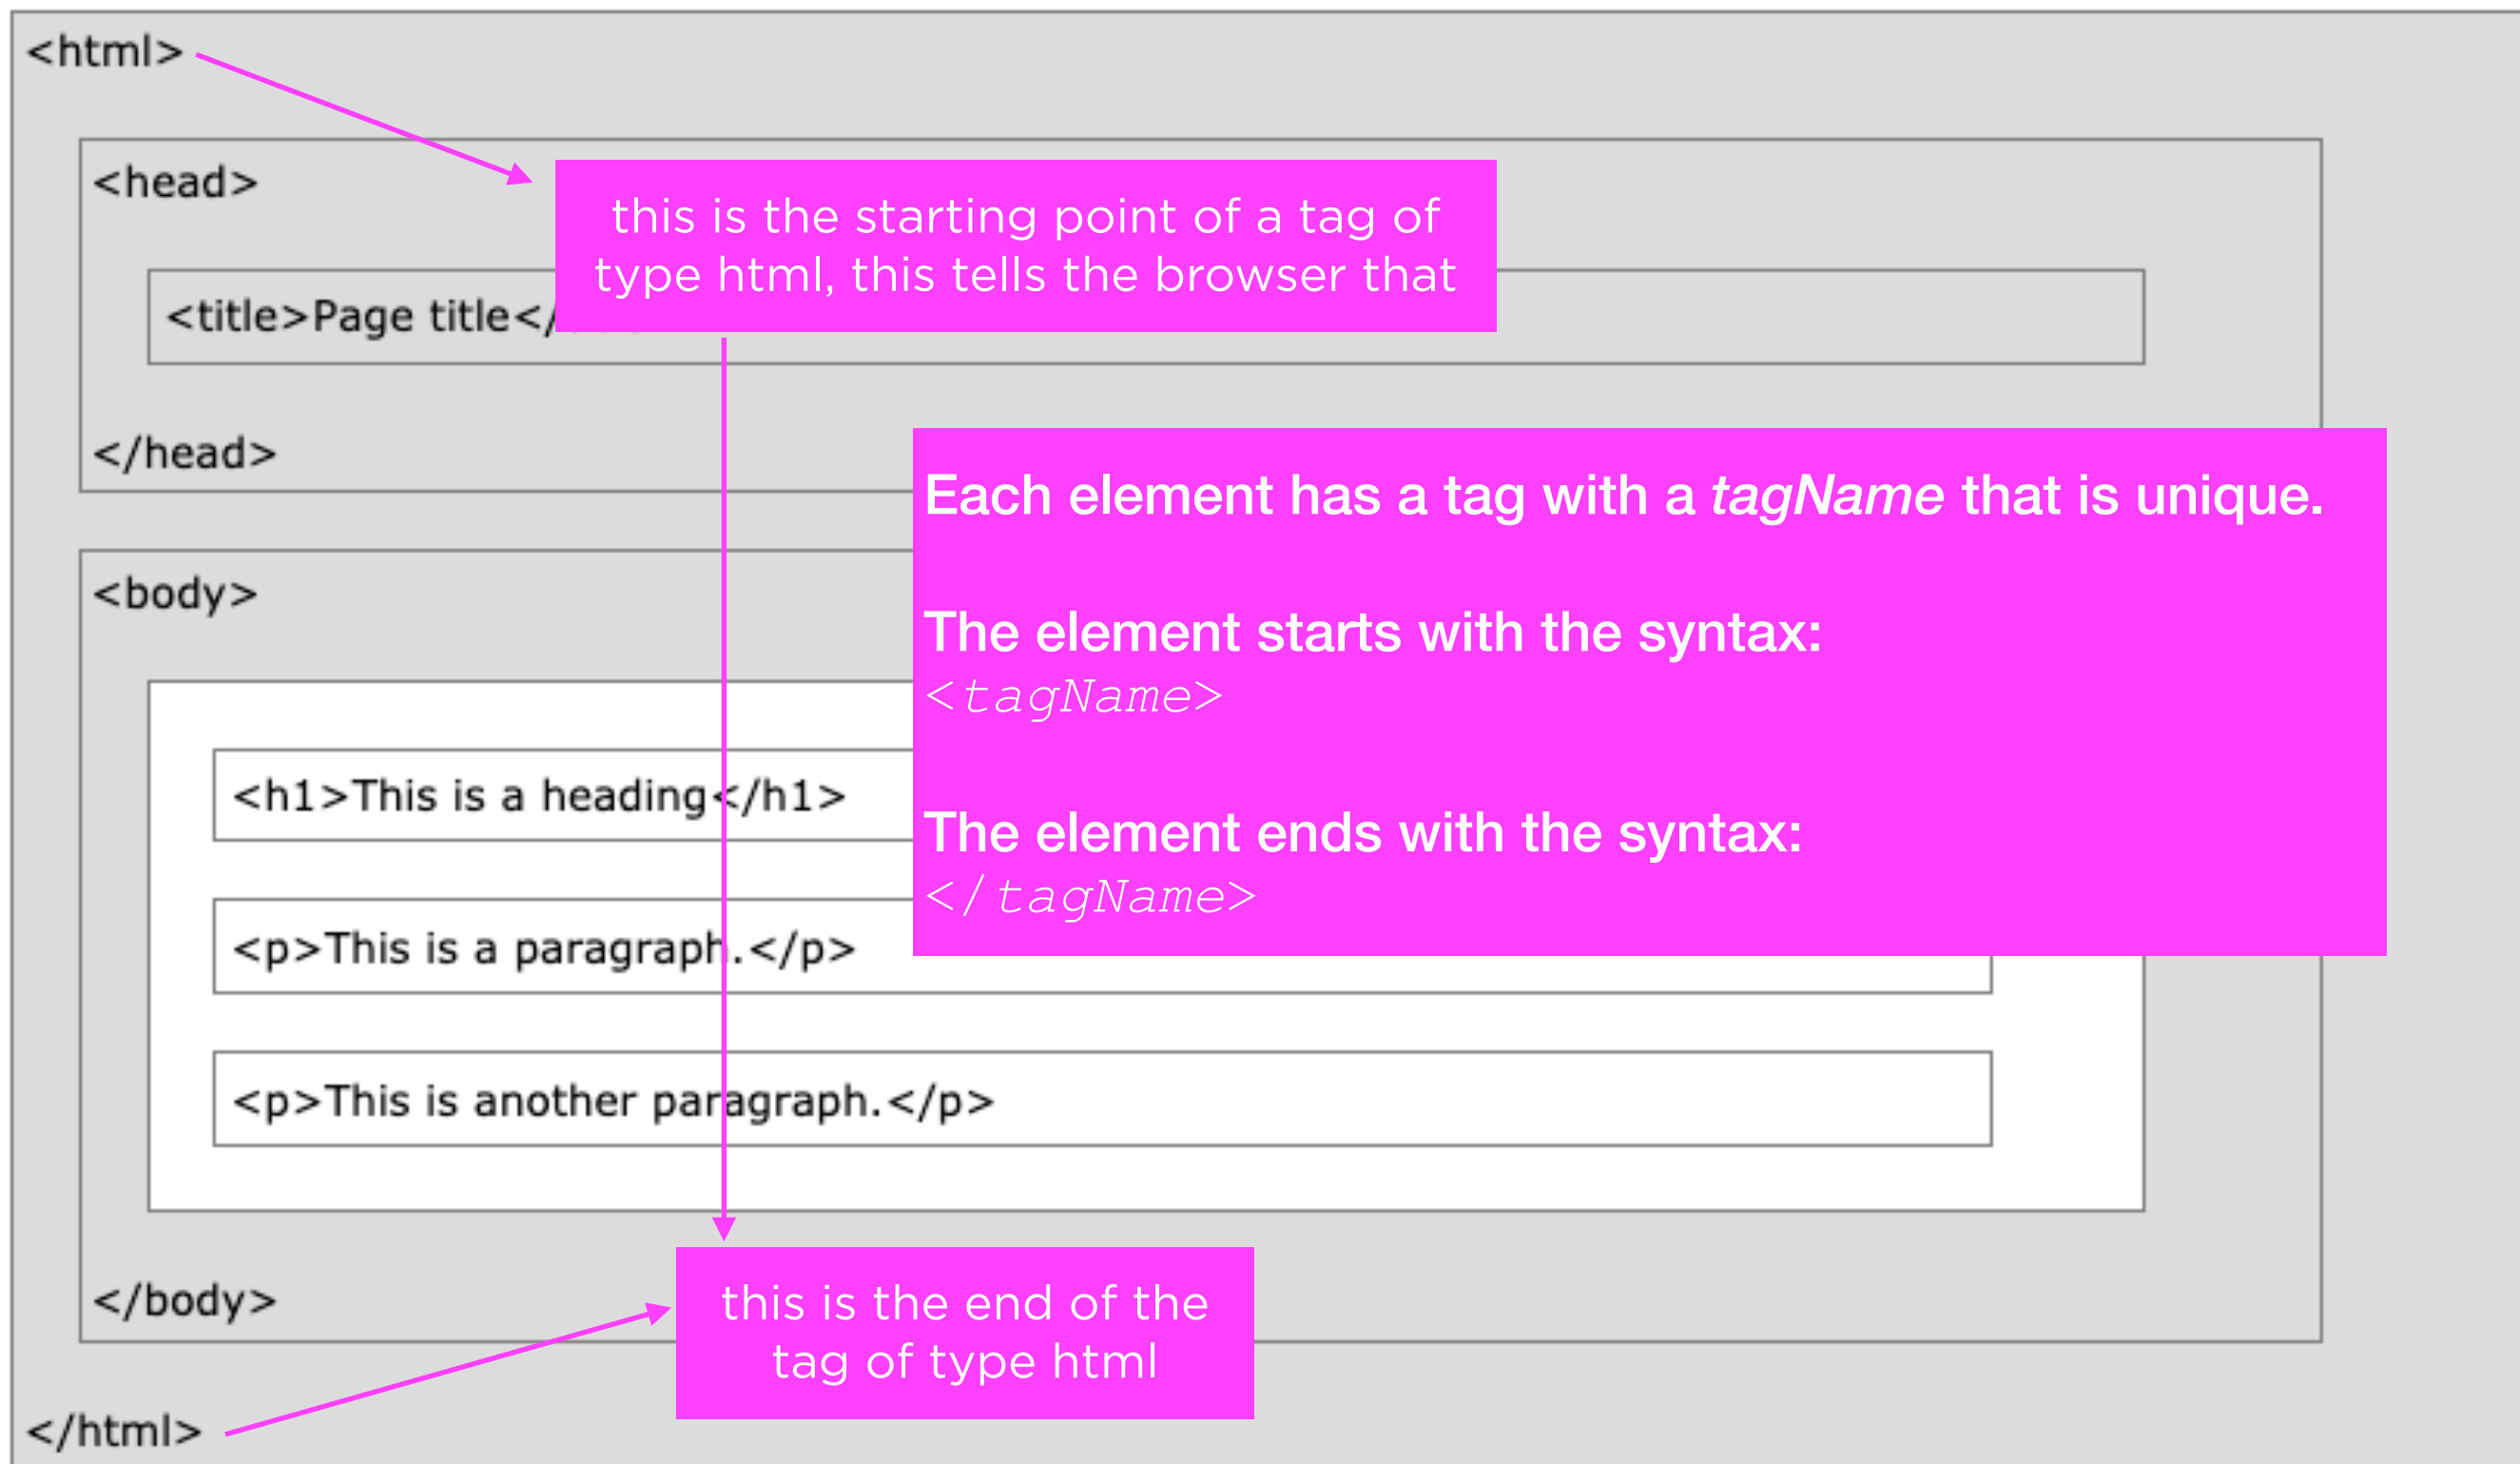 <html>
<head>
this is the starting point of a tag of
type html, this tells the browser that
<title>Page title</
</head>
Each element has a tag with a tagName that is unique.
<body>
The element starts with the syntax:
<tagName>
<h1>This is a heading</h1>
The element ends with the syntax:
</tagName>
<p>This is a paragraph.</p>
<p>This is another paragraph.</p>
this is the end of the
tag of type html
</body>
</html>